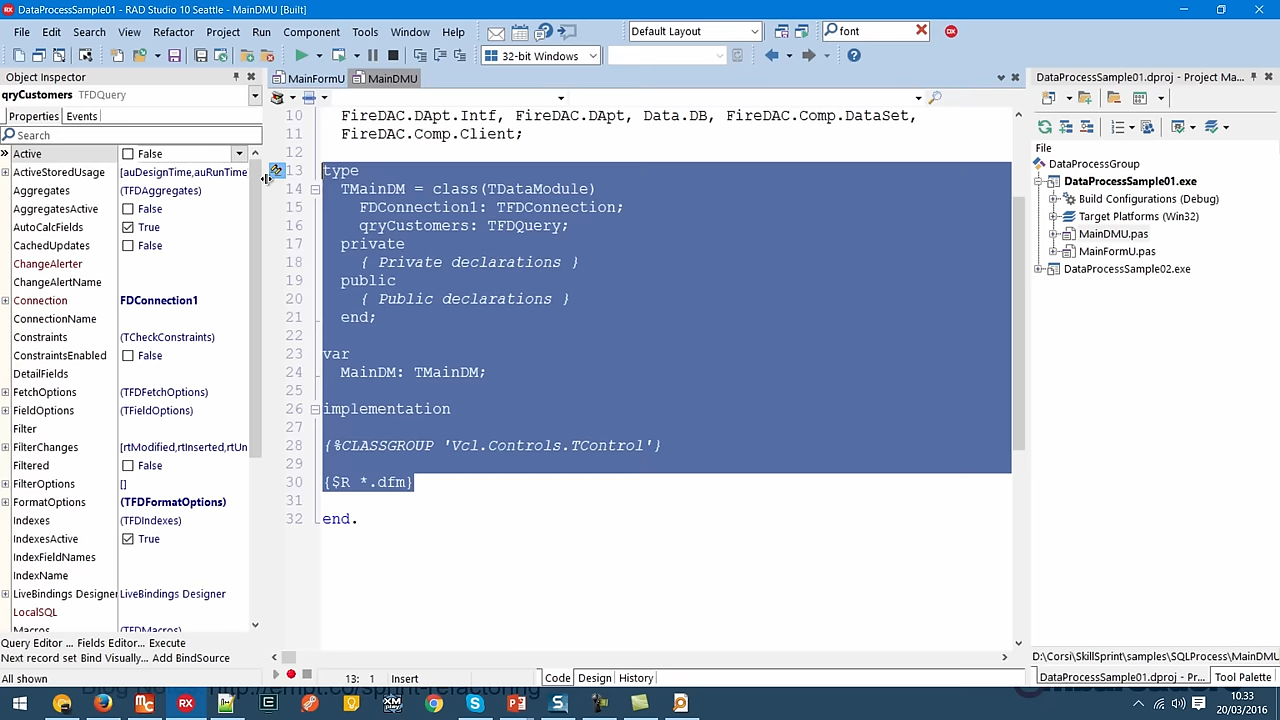 DataProcessSample01 - RAD Studio 10 Seattle - MainDMU [Built]
File Edit Search View Refactor Project Run Component Tools Window Help
Default Layout
font
32-bit Windows
Object Inspector
qryCustomers TFDQuery
Properties Events
Search
Active False
ActiveStoredUsage [auDesignTime,auRunTime
Aggregates (TFDAggregates)
AggregatesActive False
AutoCalcFields True
CachedUpdates False
ChangeAlerter
ChangeAlertName
Connection FDConnection1
ConnectionName
Constraints (TCheckConstraints)
ConstraintsEnabled False
DetailFields
FetchOptions (TFDFetchOptions)
FieldOptions (TFieldOptions)
Filter
FilterChanges [rtModified,rtInserted,rtUn
Filtered False
FilterOptions []
FormatOptions (TFDFormatOptions)
Indexes (TFDIndexes)
IndexesActive True
IndexFieldNames
IndexName
LiveBindings Designer LiveBindings Designer
LocalSQL
Macros (TFDMacros)
Query Editor ... Fields Editor... Execute
Next record set Bind Visually... Add BindSource
All shown
MainFormU MainDMU
10 FireDAC.DApt.Intf, FireDAC.DApt, Data.DB, FireDAC.Comp.DataSet,
11 FireDAC.Comp.Client;
12
13 type
14 TMainDM = class(TDataModule)
15 FDConnection1: TFDConnection;
16 qryCustomers: TFDQuery;
17 private
18 { Private declarations }
19 public
20 { Public declarations }
21 end;
22
23 var
24 MainDM: TMainDM;
25
26 implementation
27
28 {%CLASSGROUP 'Vcl.Controls.TControl'}
29
30 {$R *.dfm}
31
32 end.
13: 1 Insert
Code Design History
DataProcessSample01.dproj - Project Ma...
File
DataProcessGroup
DataProcessSample01.exe
Build Configurations (Debug)
Target Platforms (Win32)
MainDMU.pas
MainFormU.pas
DataProcessSample02.exe
D:\Corsi\SkillSprint\samples\SQLProcess\MainDMU
DataProcessSample01.dproj - Pr... Tool Palette
10.33
20/03/2016